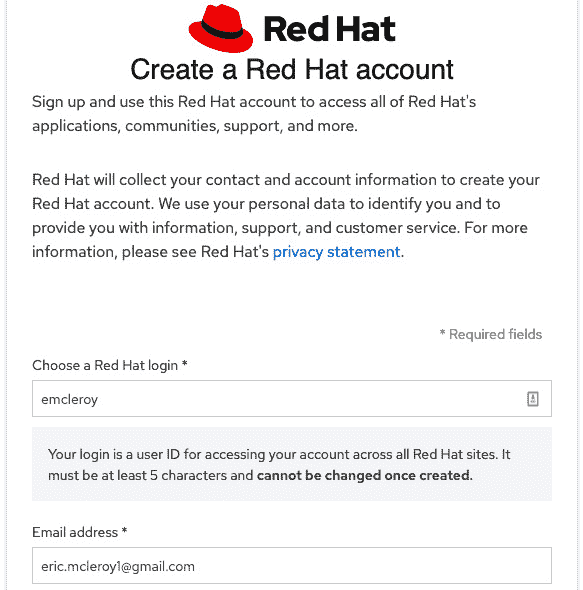 Red Hat
Create a Red Hat account
Sign up and use this Red Hat account to access all of Red Hat's
applications, communities, support, and more.
Red Hat will collect your contact and account information to create your
Red Hat account. We use your personal data to identify you and to
provide you with information, support, and customer service. For more
information, please see Red Hat's privacy statement.
* Required fields
Choose a Red Hat login *
emcleroy
Your login is a user ID for accessing your account across all Red Hat sites. It
must be at least 5 characters and cannot be changed once created.
Email address *
eric.mcleroy1@gmail.com